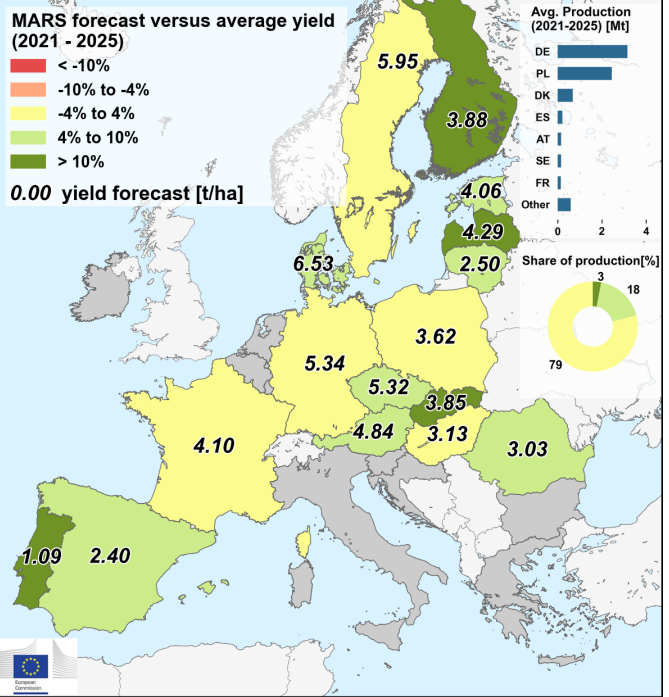 MARS forecast versus average yield
(2021 - 2025)
< -10%
-10% to -4%
-4% to 4%
4% to 10%
> 10%
0.00 yield forecast [t/ha]
Avg. Production
(2021-2025) [Mt]
DE
PL
DK
ES
AT
SE
FR
Other
0 2 4
Share of production[%]
3
18
79
5.95
3.88
4.06
4.29
2.50
6.53
3.62
5.34
5.32
3.85
4.84
3.13
4.10
3.03
1.09
2.40
European
Commission